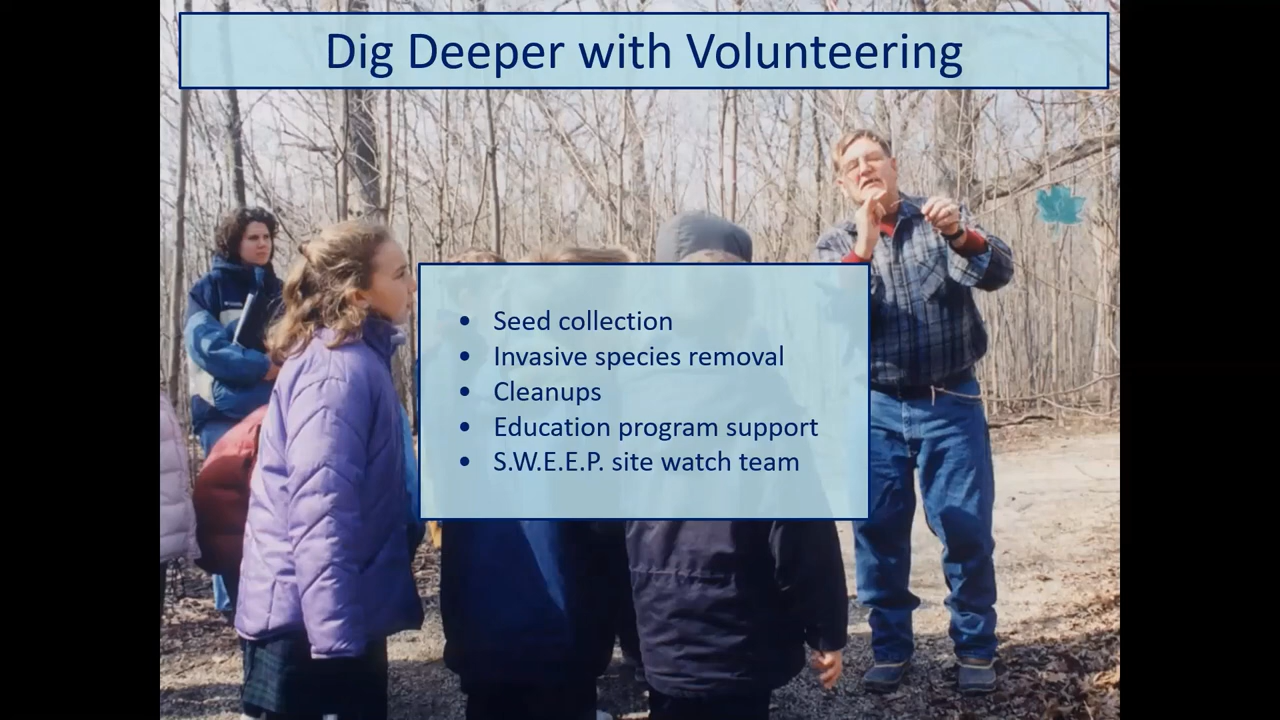 Dig Deeper with Volunteering
• Seed collection
• Invasive species removal
• Cleanups
• Education program support
• S.W.E.E.P. site watch team